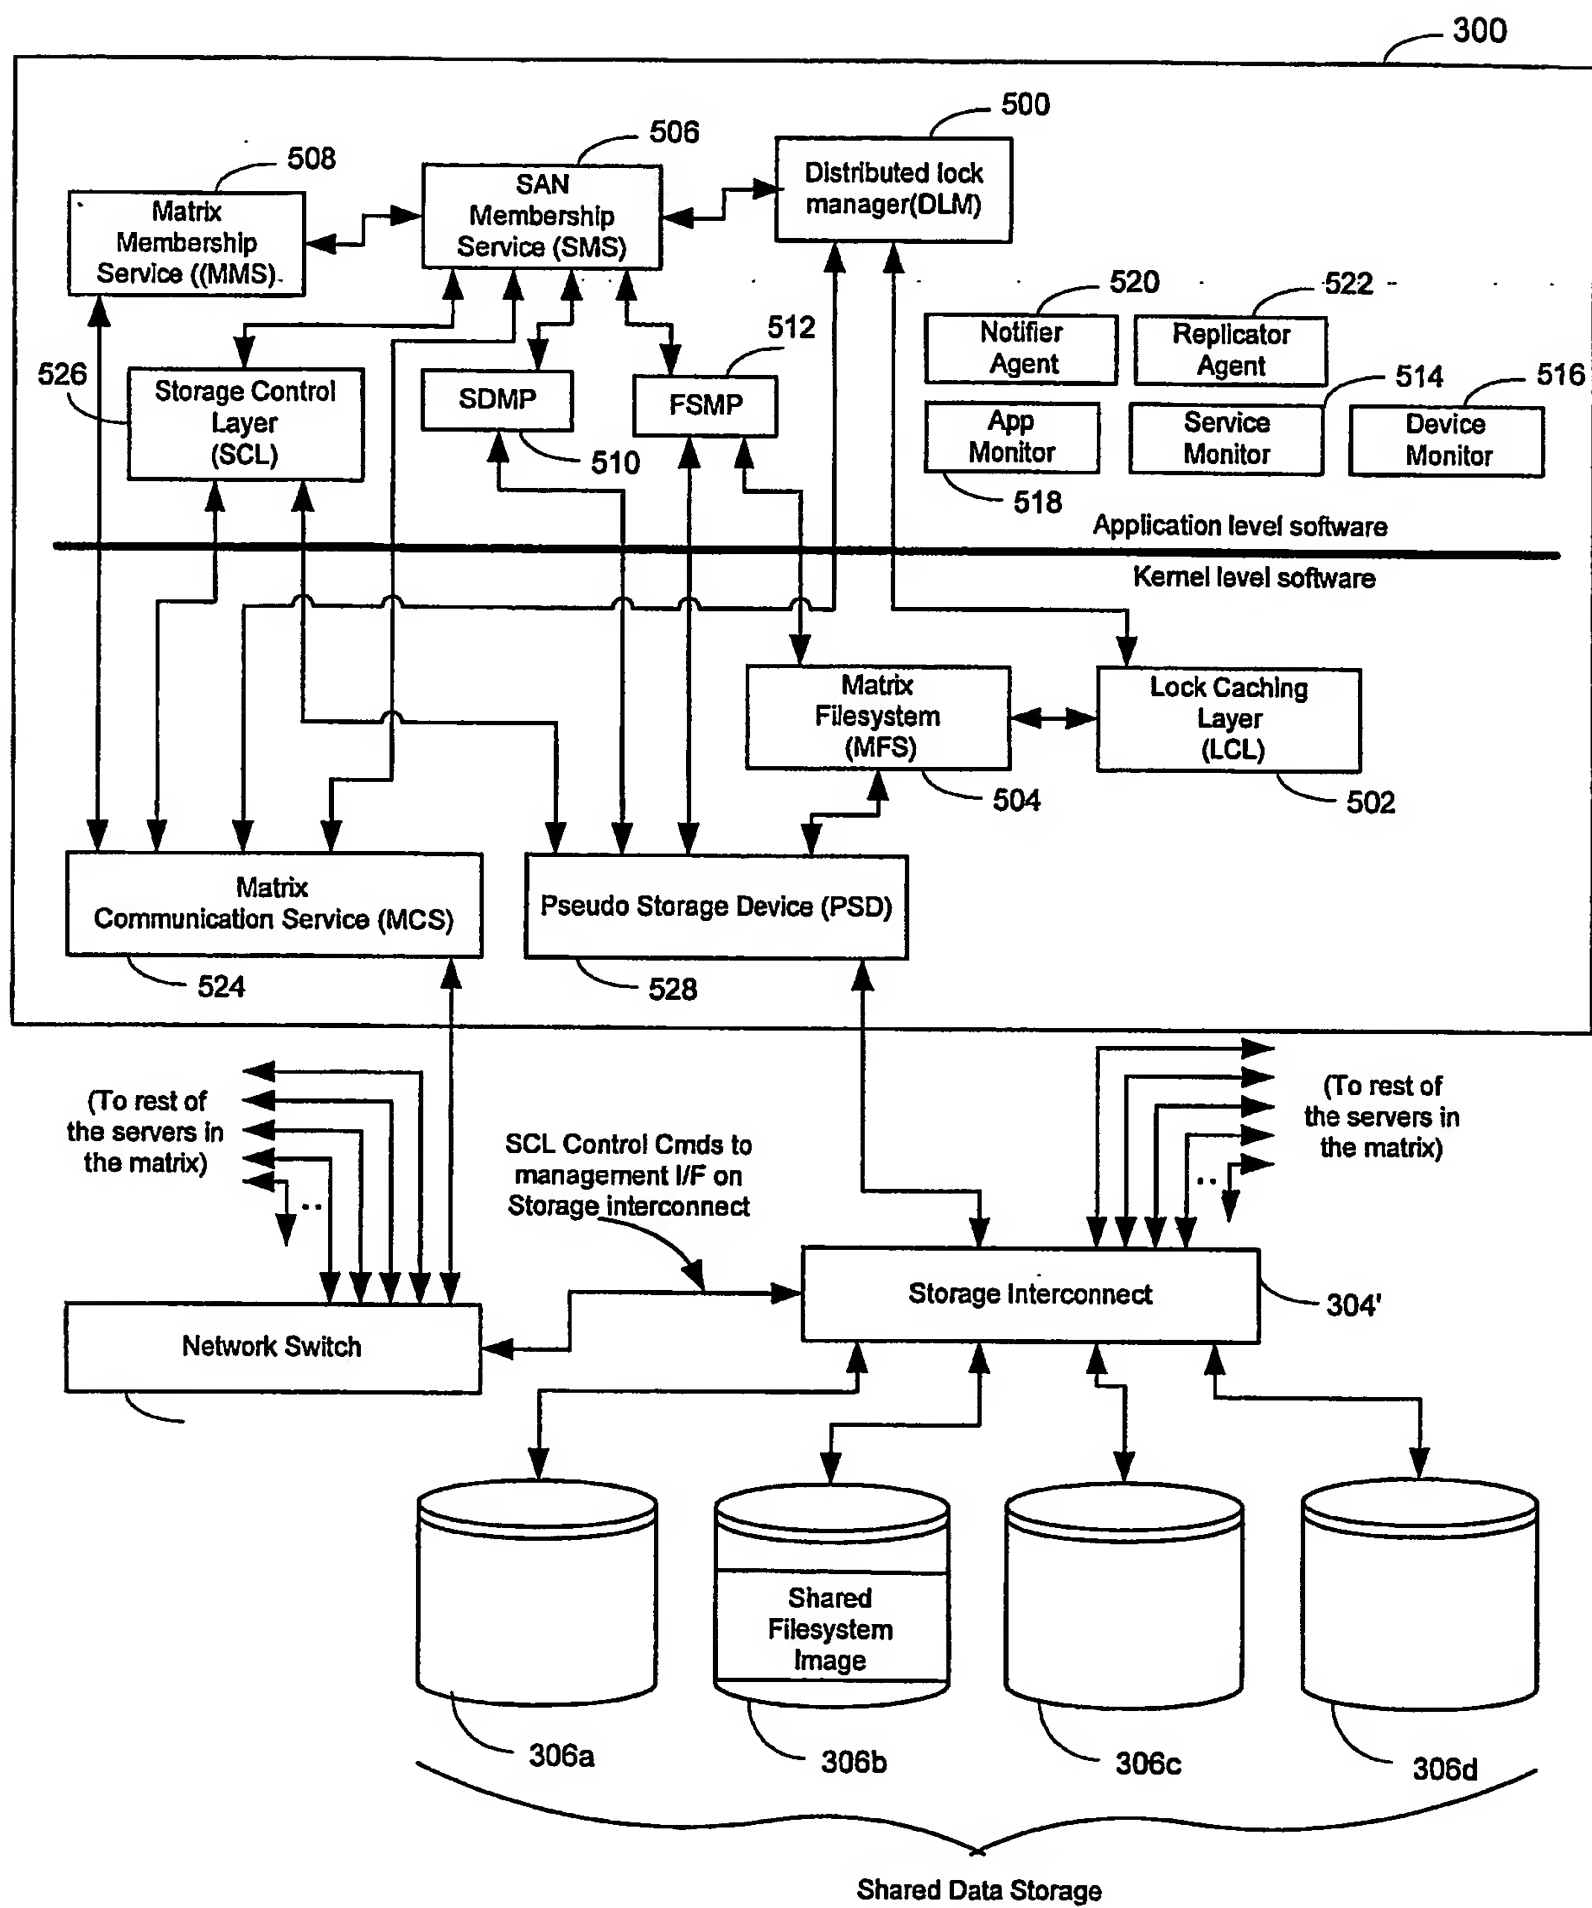 300
500
506
508
Distributed lock
manager(DLM)
SAN
Membership
Service (SMS)
Matrix
Membership
Service ((MMS)
520
522
Notifier
Agent
Replicator
Agent
512
526
514
516
Storage Control
Layer
(SCL)
SDMP
FSMP
App
Monitor
Service
Monitor
Device
Monitor
510
518
Application level software
Kernel level software
Matrix
Filesystem
(MFS)
Lock Caching
Layer
(LCL)
504
502
Matrix
Communication Service (MCS)
Pseudo Storage Device (PSD)
524
528
(To rest of
the servers in
the matrix)
(To rest of
the servers in
the matrix)
SCL Control Cmds to
management I/F on
Storage interconnect
..
..
Storage Interconnect
304'
Network Switch
Shared
Filesystem
Image
306a
306b
306c
306d
Shared Data Storage